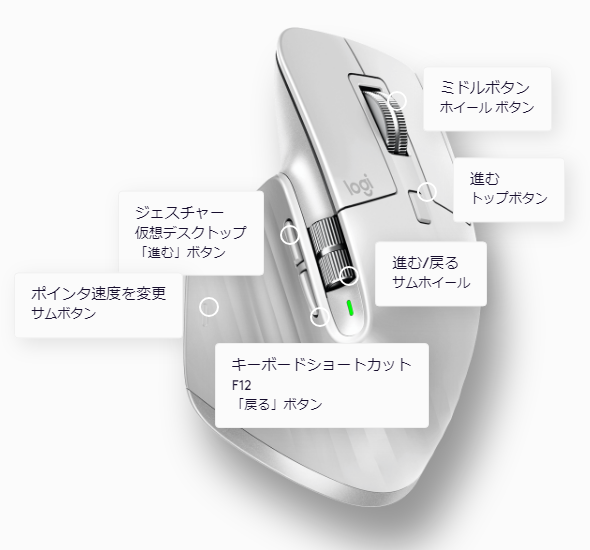 ミドルボタン
ホイール ボタン
logi
進む
トップボタン
ジェスチャー
仮想デスクトップ
「進む」ボタン
進む/戻る
サムホイール
ポインタ速度を変更
サムボタン
キーボードショートカット
F12
「戻る」ボタン